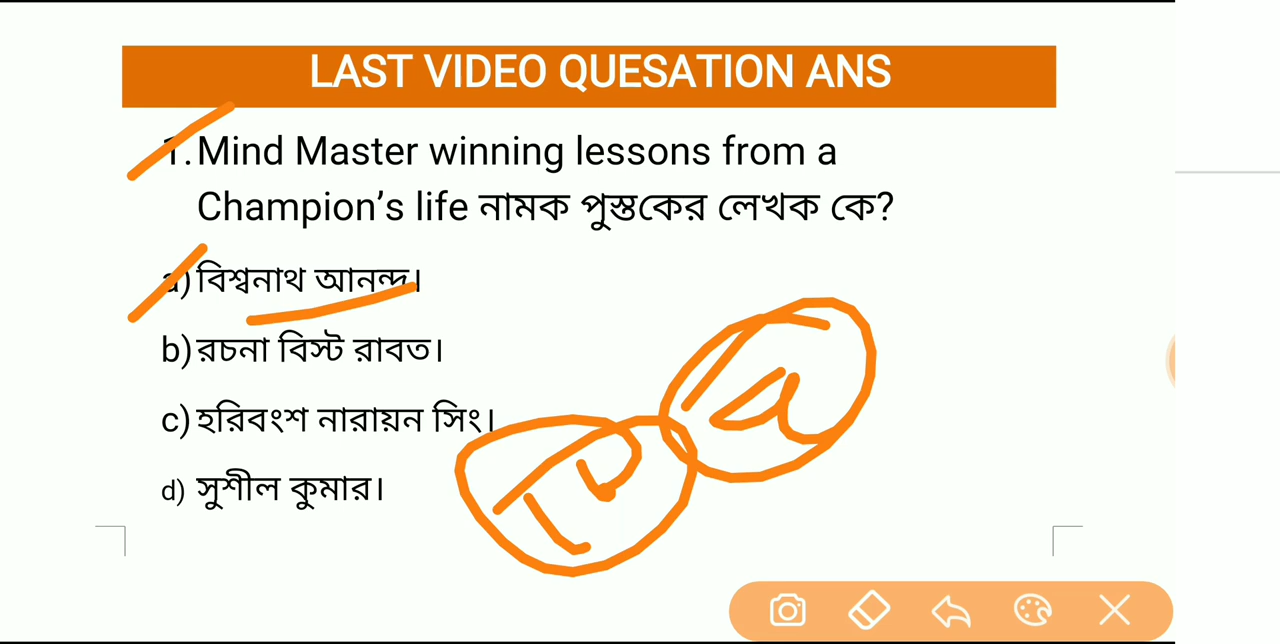 LAST VIDEO QUESATION ANS
1. Mind Master winning lessons from a
Champion's life নামক পুস্তকের লেখক কে?
a) বিশ্বনাথ আনন্দ।
b) রচনা বিস্ট রাবত।
c) হরিবংশ নারায়ন সিং।
d) সুশীল কুমার।